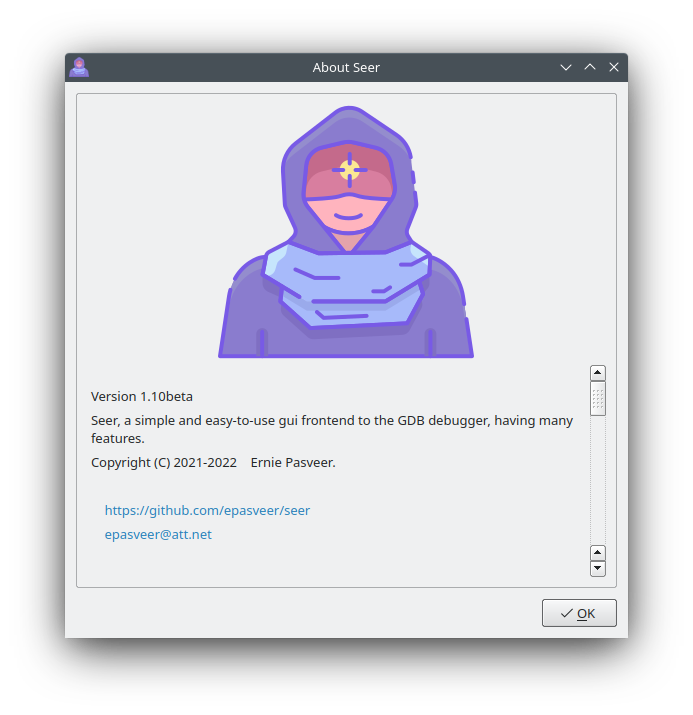 About Seer
Version 1.10beta
Seer, a simple and easy-to-use gui frontend to the GDB debugger, having many
features.
Copyright (C) 2021-2022    Ernie Pasveer.
https://github.com/epasveer/seer
epasveer@att.net
OK